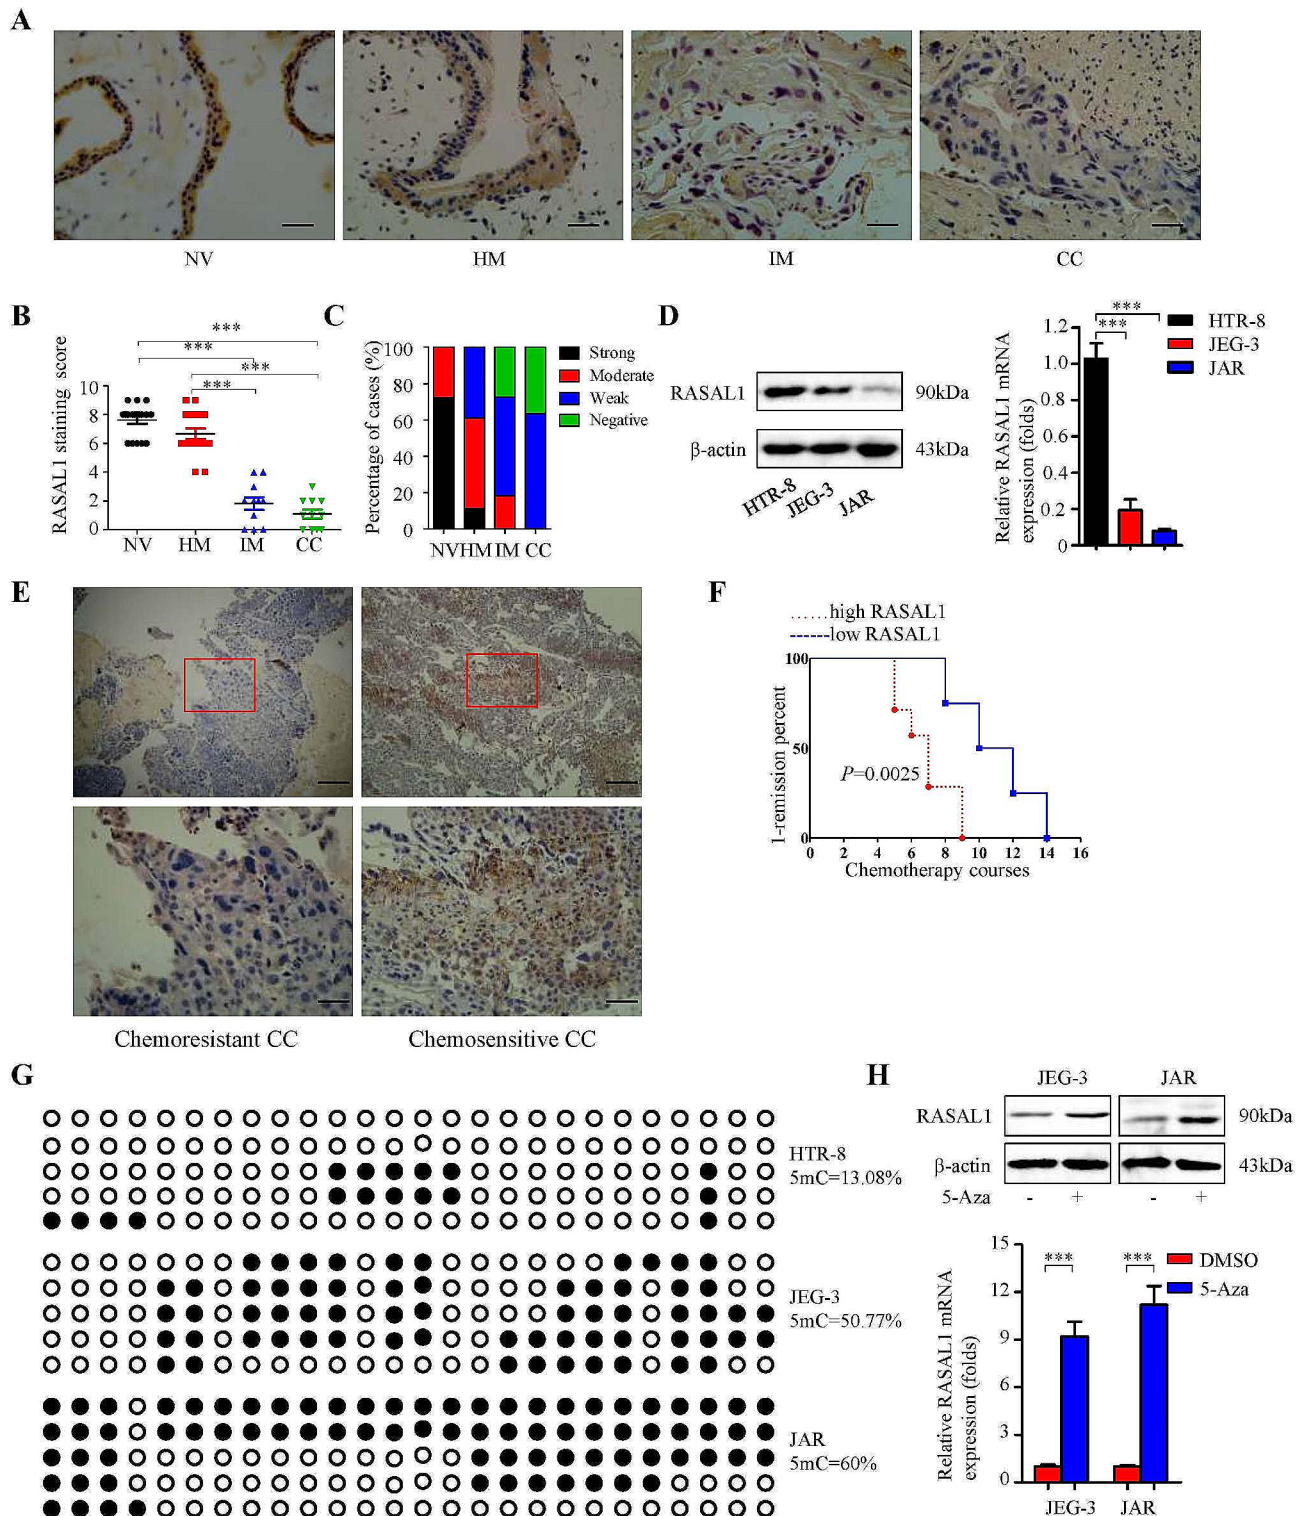 A
NV
HM
IM
CC
B
RASAL1 staining score
10
8
6
4
2
0
***
***
***
***
NV
HM
IM
CC
C
Percentage of cases (%)
100
80
60
40
20
0
NV
HM
IM
CC
Strong
Moderate
Weak
Negative
D
RASAL1
90kDa
β-actin
43kDa
HTR-8
JEG-3
JAR
Relative RASAL1 mRNA
expression (folds)
1.2
1.0
0.8
0.6
0.4
0.2
0
***
***
HTR-8
JEG-3
JAR
E
Chemoresistant CC
Chemosensitive CC
F
high RASAL1
low RASAL1
1-remission percent
100
50
0
P=0.0025
0
2
4
6
8
10
12
14
16
Chemotherapy courses
G
HTR-8
5mC=13.08%
JEG-3
5mC=50.77%
JAR
5mC=60%
H
JEG-3
JAR
RASAL1
90kDa
β-actin
43kDa
5-Aza
-
+
-
+
Relative RASAL1 mRNA
expression (folds)
15
12
9
6
3
0
***
***
DMSO
5-Aza
JEG-3
JAR